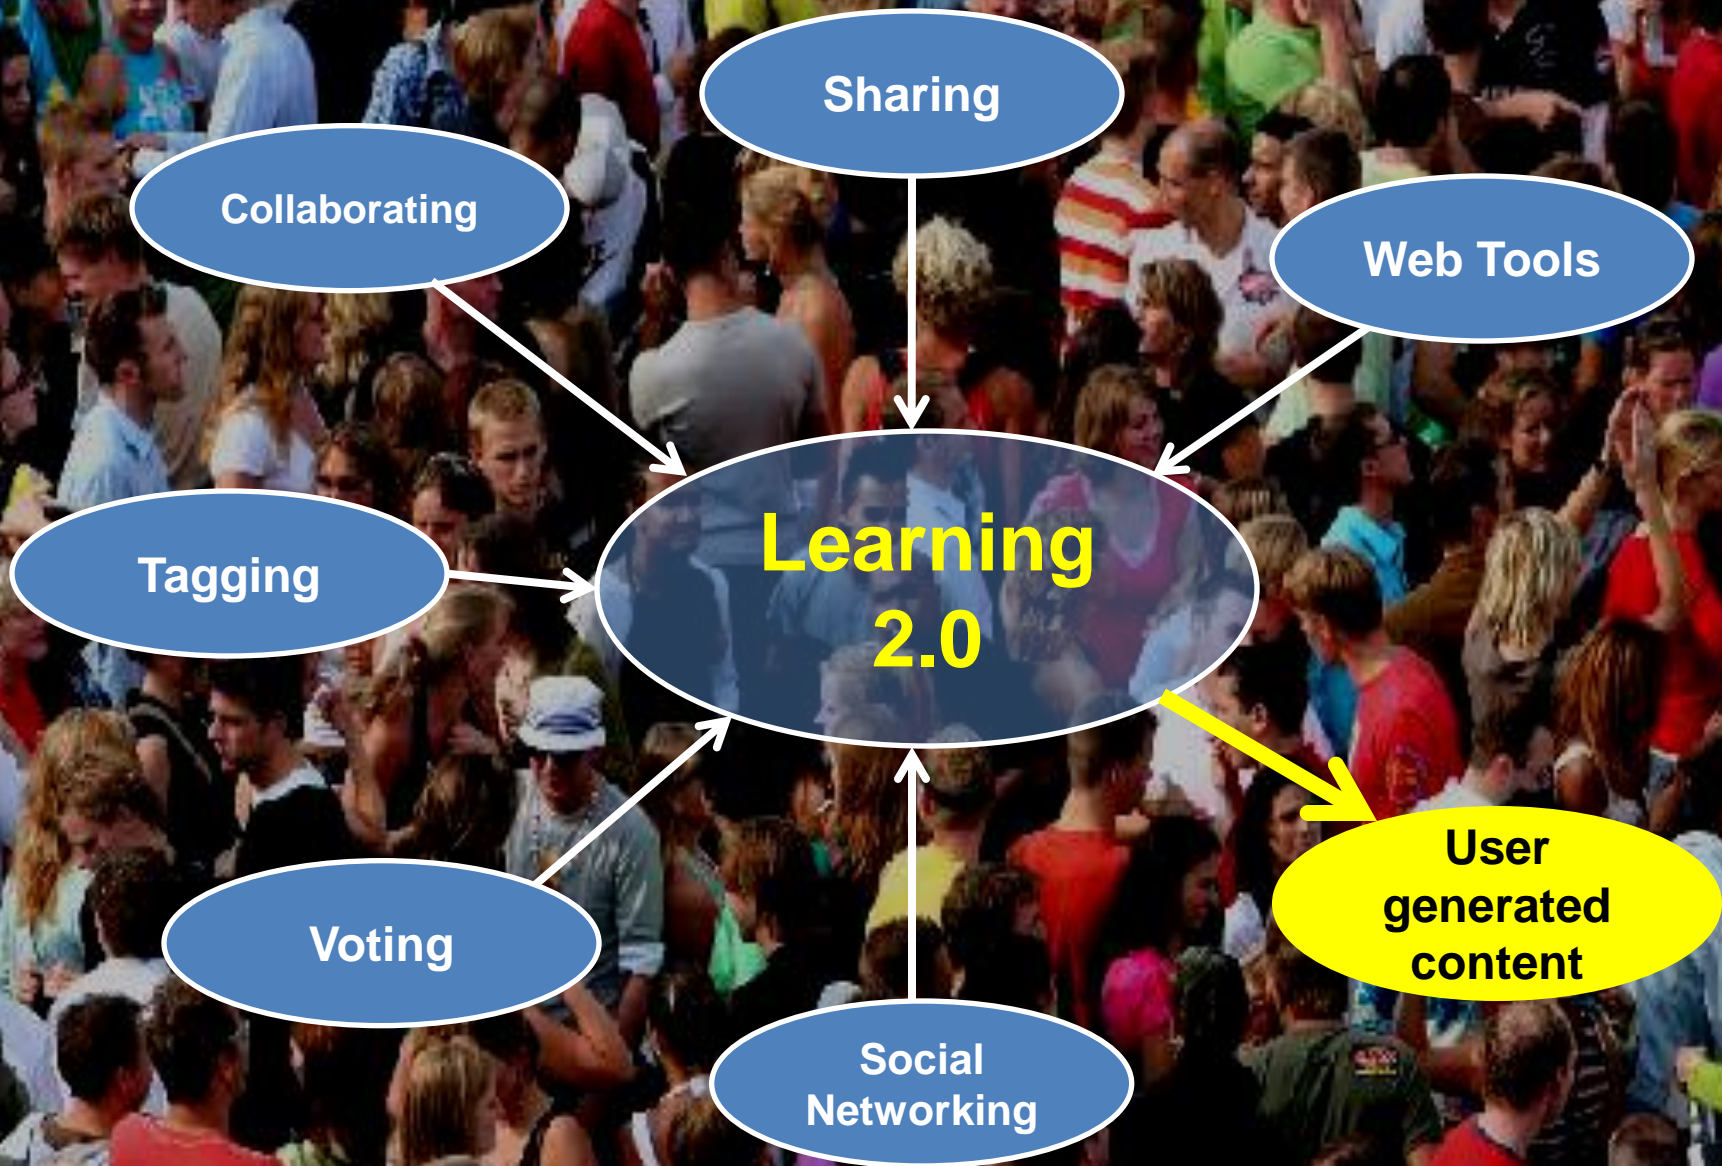 Sharing
Collaborating
Web Tools
Learning
2.0
Tagging
User
generated
content
Voting
Social
Networking